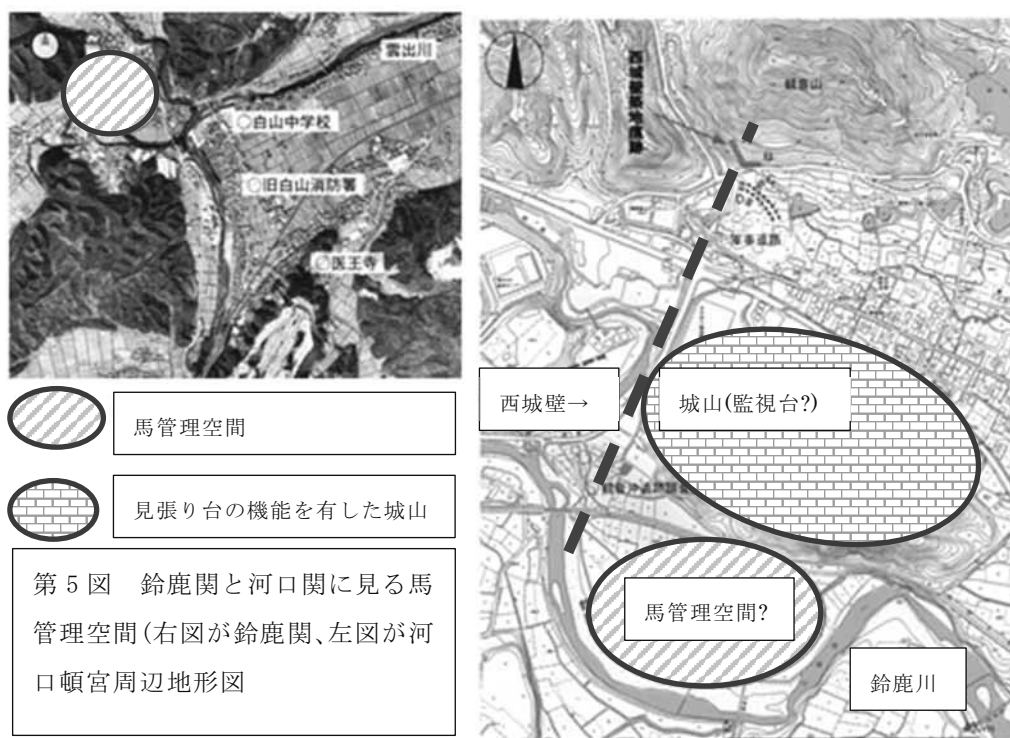 雲出川
○白山中学校
○旧白山消防署
○医王寺
馬管理空間
見張り台の機能を有した城山
第5図　鈴鹿関と河口関に見る馬
管理空間(右図が鈴鹿関、左図が河
口頓宮周辺地形図
西城壁築地痕跡
観音山
西城壁→
城山(監視台?)
馬管理空間?
鈴鹿川